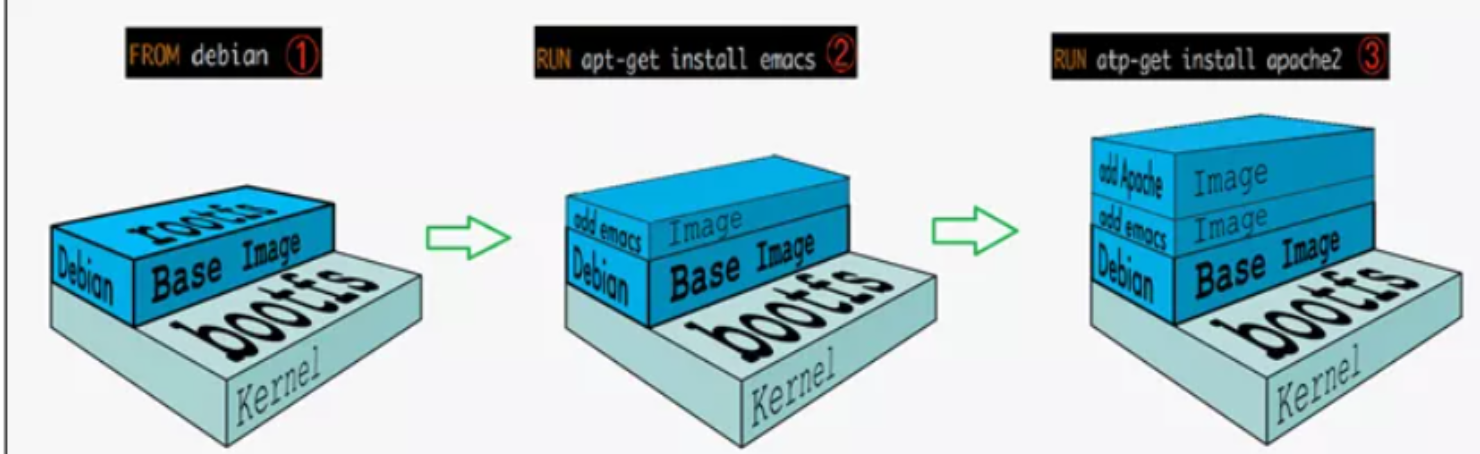 FROM debian ①
RUN apt-get install emacs ②
RUN atp-get install apache2 ③
rootfs
Debian
Base Image
bootfs
Kernel
add emacs
Image
Debian
Base Image
bootfs
Kernel
add Apache
Image
add emacs
Image
Debian
Base Image
bootfs
Kernel